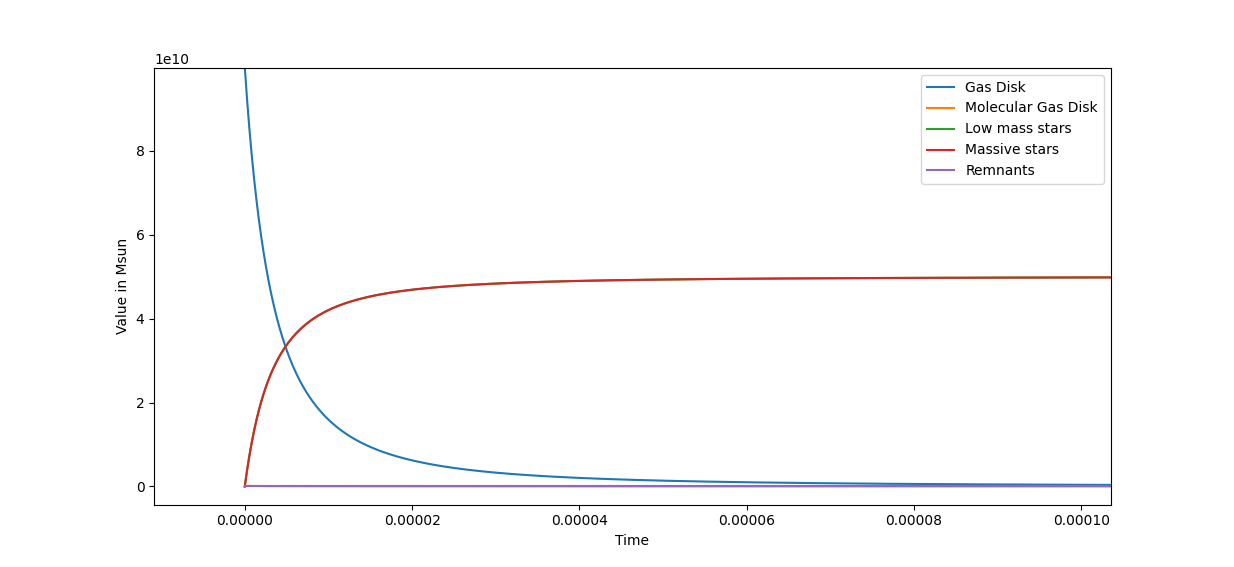 1e10
Gas Disk
Molecular Gas Disk
Low mass stars
Massive stars
Remnants
8
6
4
2
0
Value in Msun
0.00000
0.00002
0.00004
0.00006
0.00008
0.00010
Time